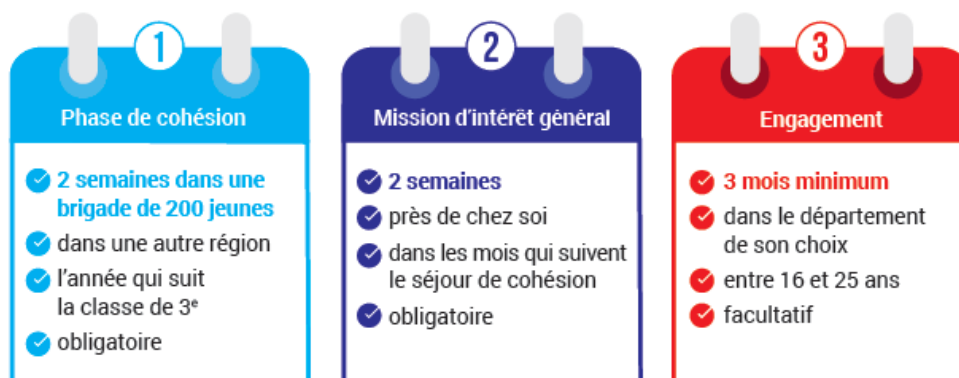 1
Phase de cohésion
2 semaines dans une
brigade de 200 jeunes
dans une autre région
l'année qui suit
la classe de 3ᵉ
obligatoire
2
Mission d'intérêt général
2 semaines
près de chez soi
dans les mois qui suivent
le séjour de cohésion
obligatoire
3
Engagement
3 mois minimum
dans le département
de son choix
entre 16 et 25 ans
facultatif